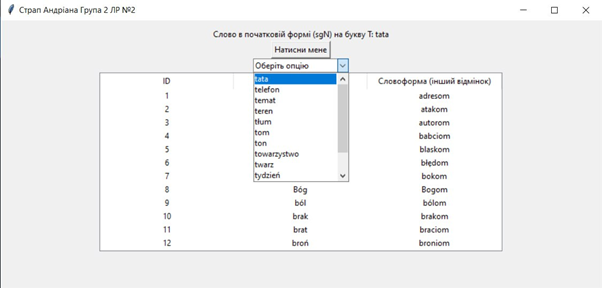 Страп Андріана Група 2 ЛР №2
Слово в початковій формі (sgN) на букву T: tata
Натисни мене
Оберіть опцію
tata
telefon
temat
teren
tłum
tom
ton
towarzystwo
twarz
tydzień
ID Словоформа (інший відмінок)
1 adresom
2 atakom
3 autorom
4 babciom
5 blaskom
6 błędom
7 bokom
8 Bóg Bogom
9 ból bólom
10 brak brakom
11 brat braciom
12 broń broniom